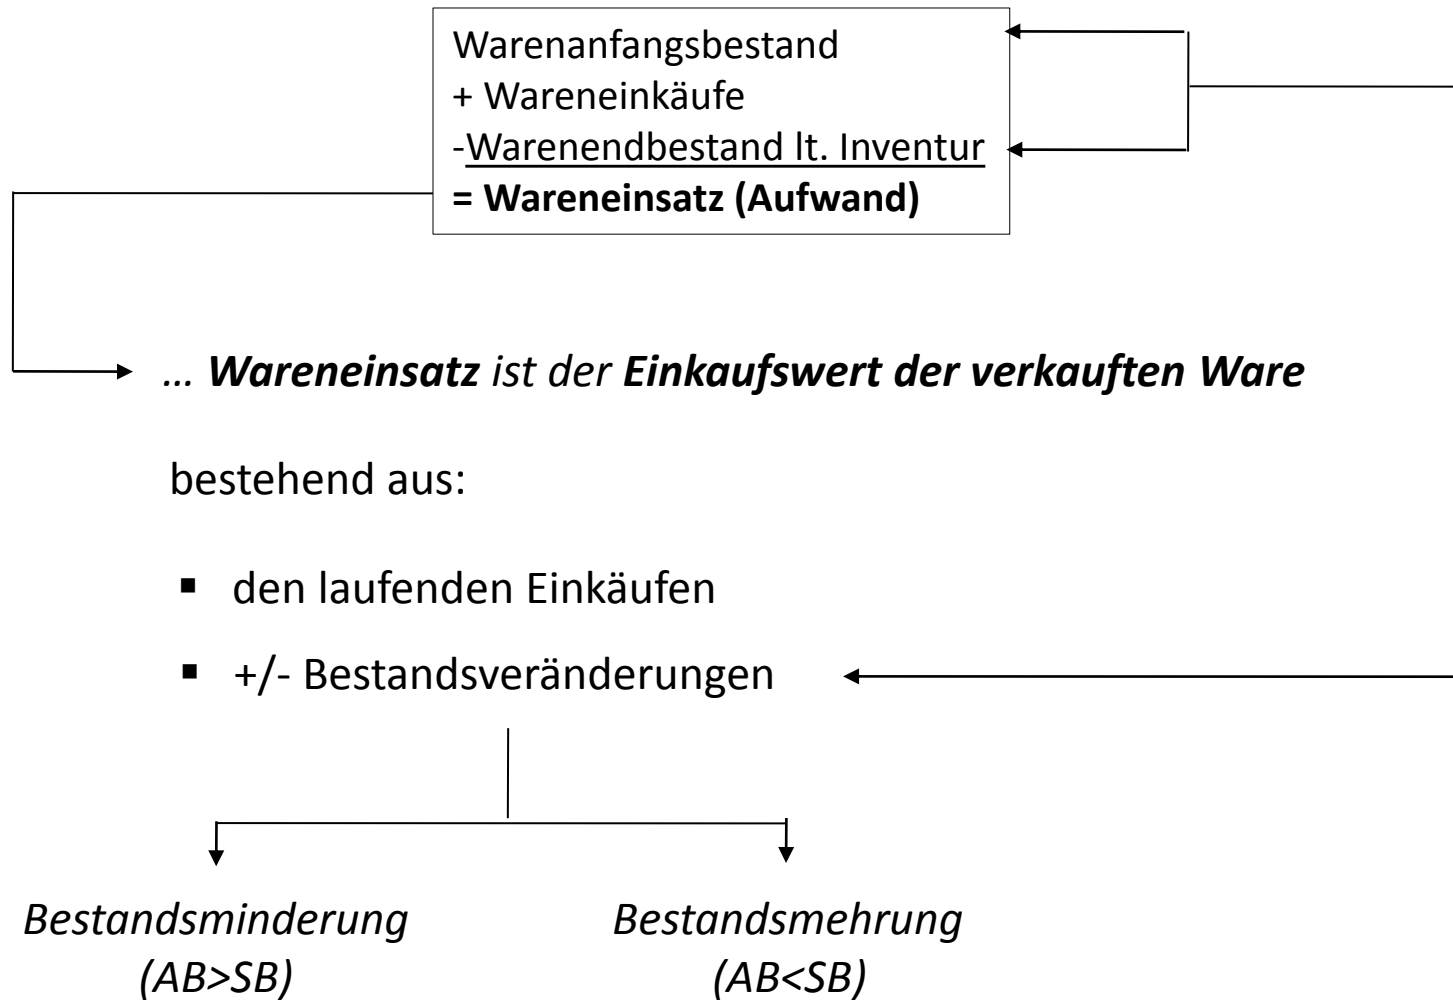 Warenanfangsbestand
+ Wareneinkäufe
-Warenendbestand lt. Inventur
= Wareneinsatz (Aufwand)
... Wareneinsatz ist der Einkaufswert der verkauften Ware
bestehend aus:
▪ den laufenden Einkäufen
▪ +/- Bestandsveränderungen
Bestandsminderung
(AB>SB)
Bestandsmehrung
(AB<SB)